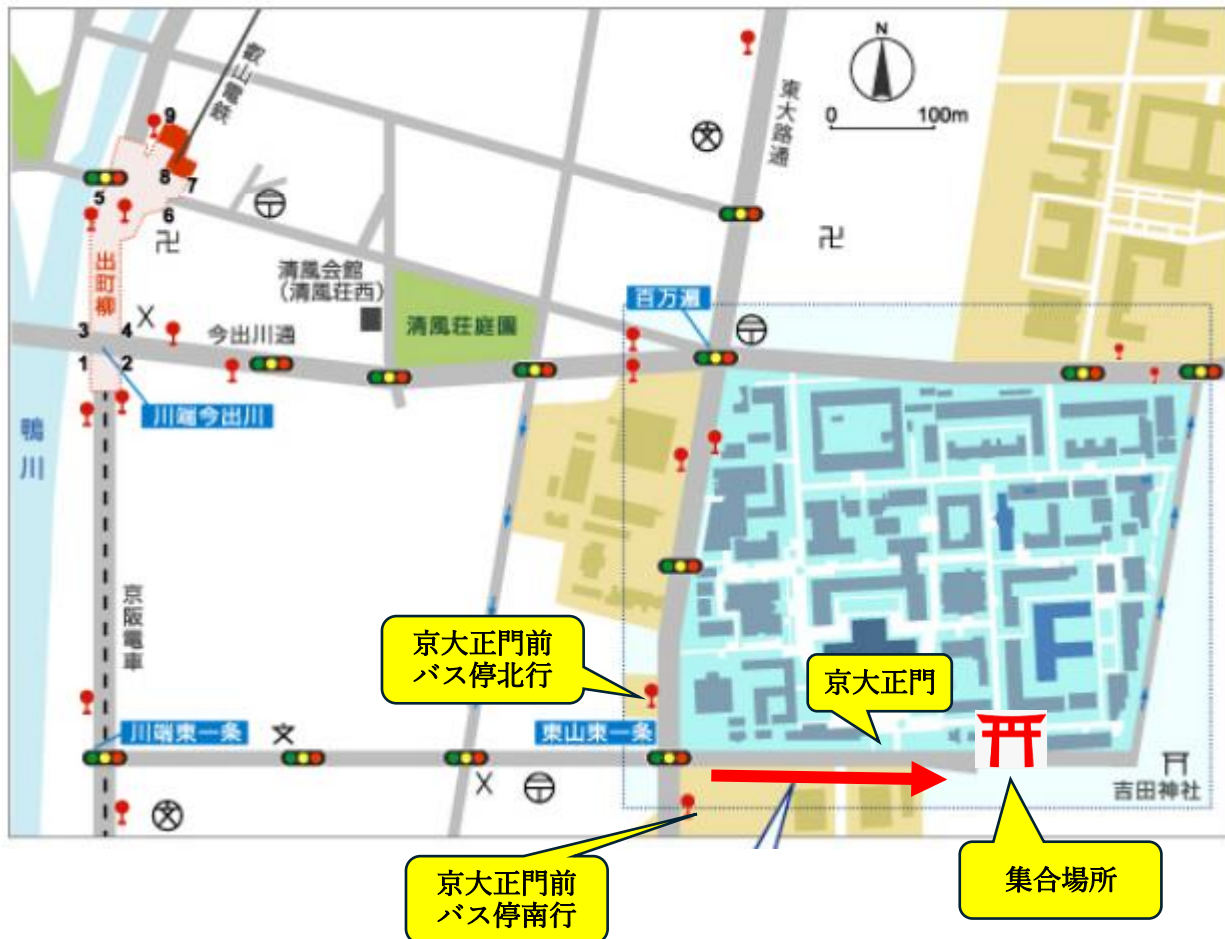 N
0 100m
叡山電鉄
東大路通
9
8
7
5
6
出町柳
清風会館
(清風荘西)
清風荘庭園
百万遍
3
4
今出川通
1
2
川端今出川
鴨川
京阪電車
京大正門前
バス停北行
京大正門
川端東一条
文
東山東一条
吉田神社
京大正門前
バス停南行
集合場所